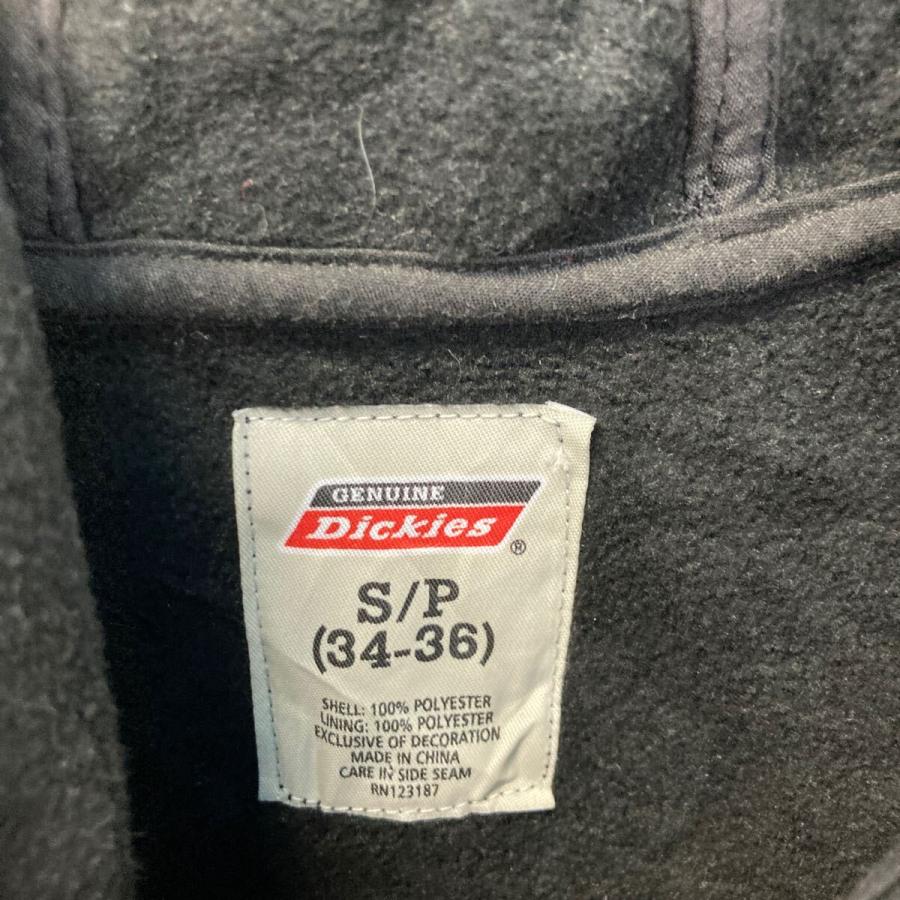 GENUINE
Dickies®
S/P
(34-36)
SHELL: 100% POLYESTER
LINING: 100% POLYESTER
EXCLUSIVE OF DECORATION
MADE IN CHINA
CARE IN SIDE SEAM
RN123187